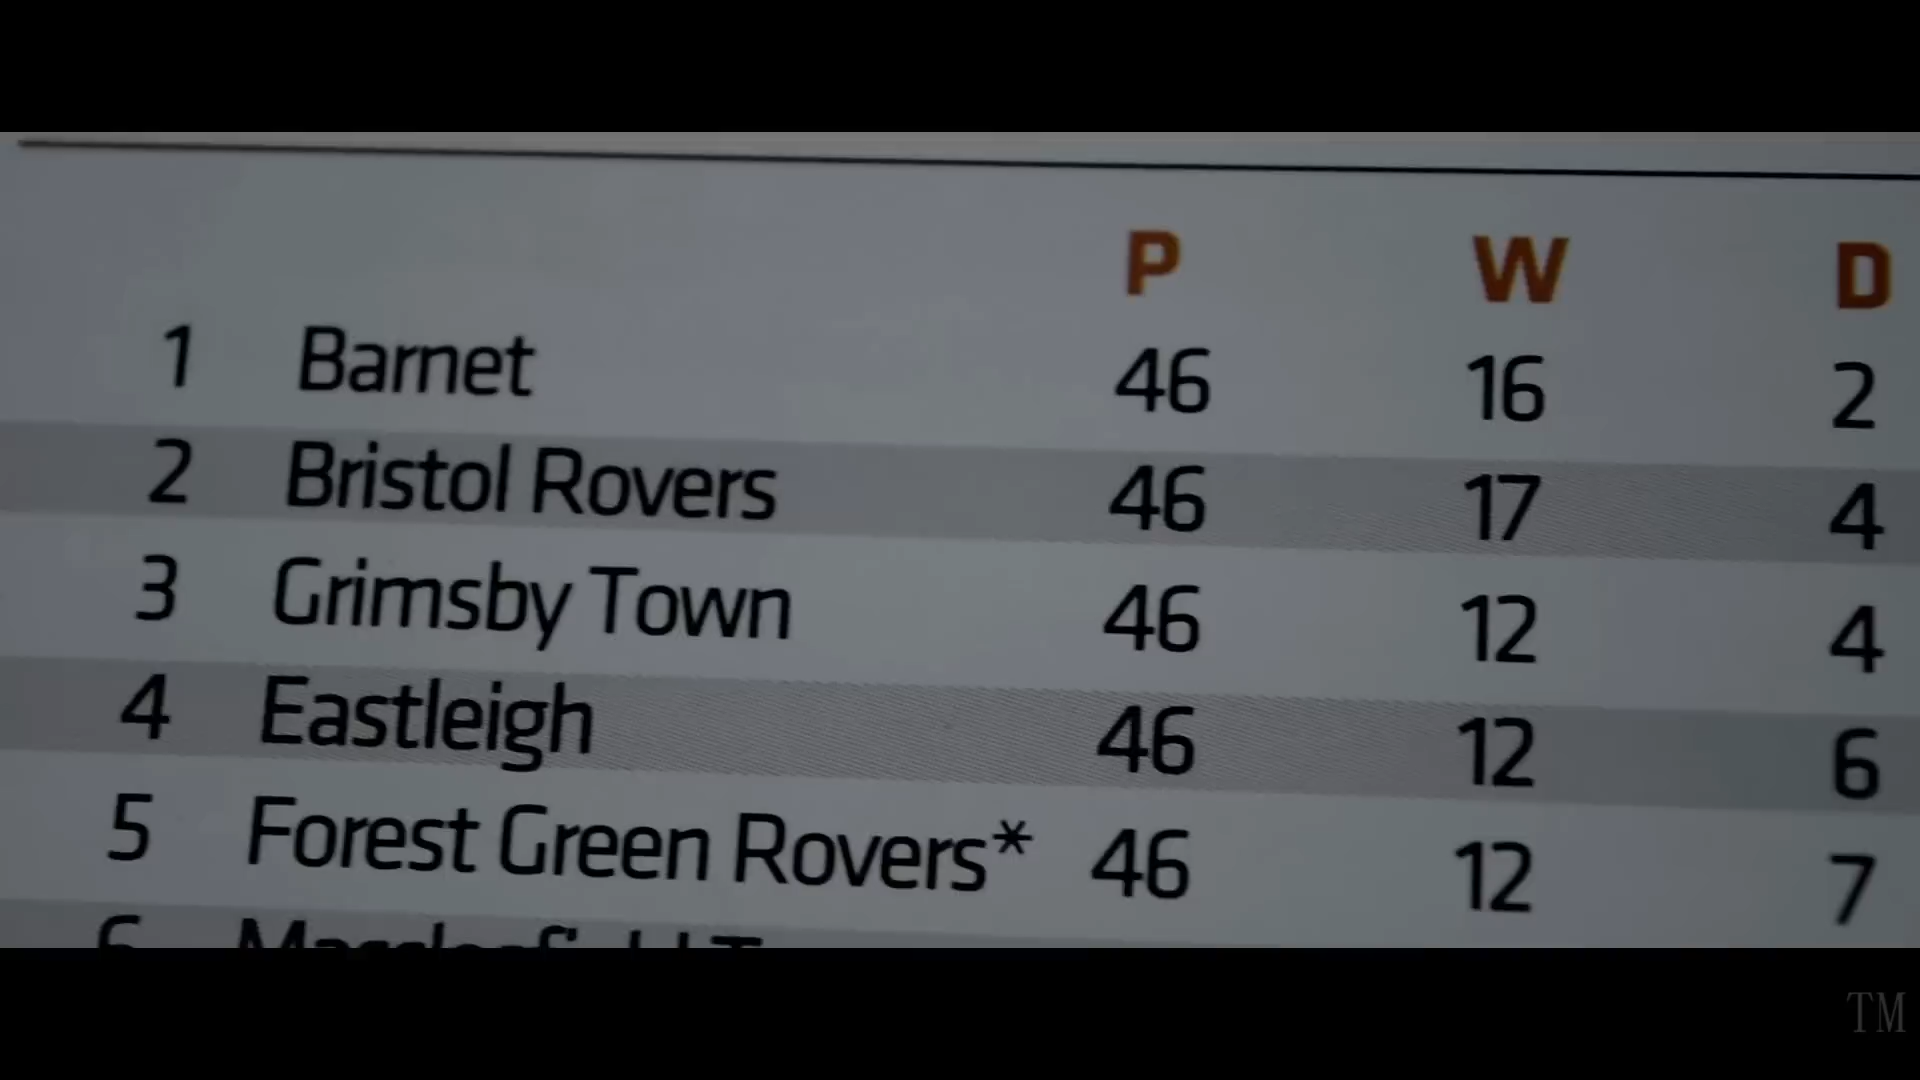 P W D
1 Barnet 46 16 2
2 Bristol Rovers 46 17 4
3 Grimsby Town 46 12 4
4 Eastleigh 46 12 6
5 Forest Green Rovers* 46 12 7
TM